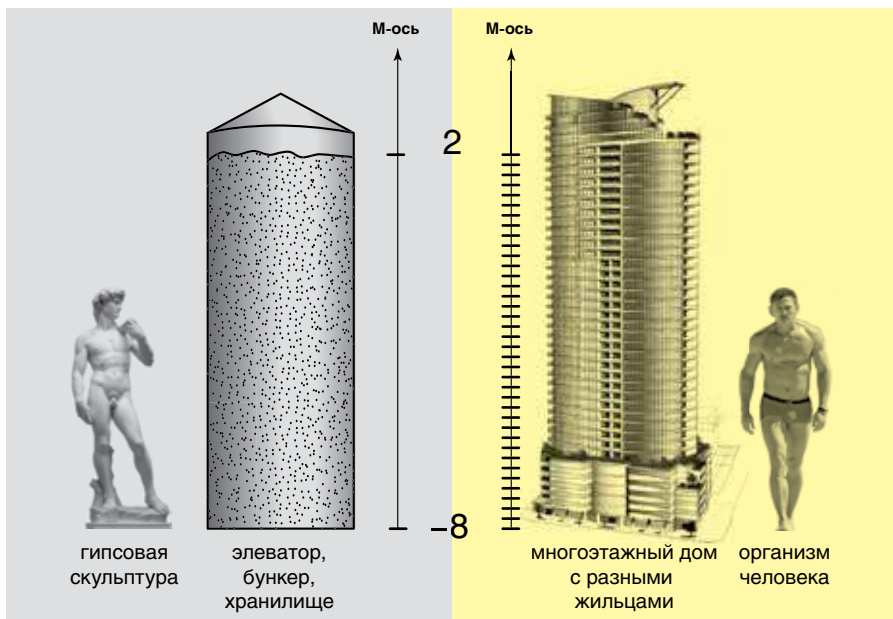 М-ось
М-ось
2
–8
гипсовая
скульптура
элеватор,
бункер,
хранилище
многоэтажный дом
с разными
жильцами
организм
человека